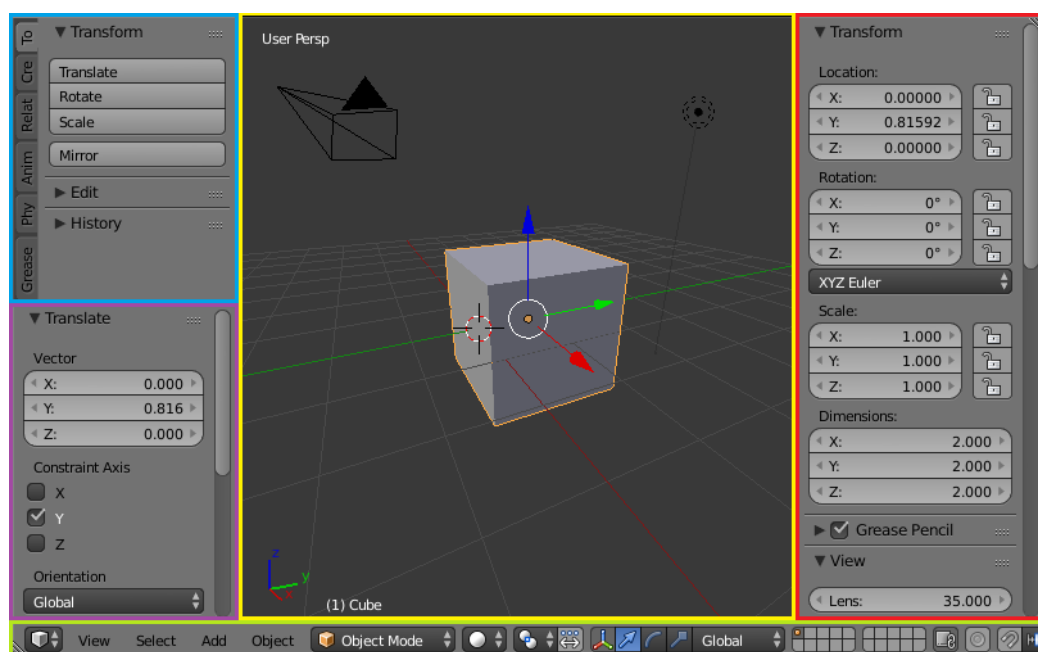 To
Cre
Relat
Anim
Phy
Grease
Transform
Translate
Rotate
Scale
Mirror
Edit
History
Translate
Vector
X: 0.000
Y: 0.816
Z: 0.000
Constraint Axis
X
Y
Z
Orientation
Global
User Persp
z
y
x
(1) Cube
Transform
Location:
X: 0.00000
Y: 0.81592
Z: 0.00000
Rotation:
X: 0°
Y: 0°
Z: 0°
XYZ Euler
Scale:
X: 1.000
Y: 1.000
Z: 1.000
Dimensions:
X: 2.000
Y: 2.000
Z: 2.000
Grease Pencil
View
Lens: 35.000
View Select Add Object Object Mode Global